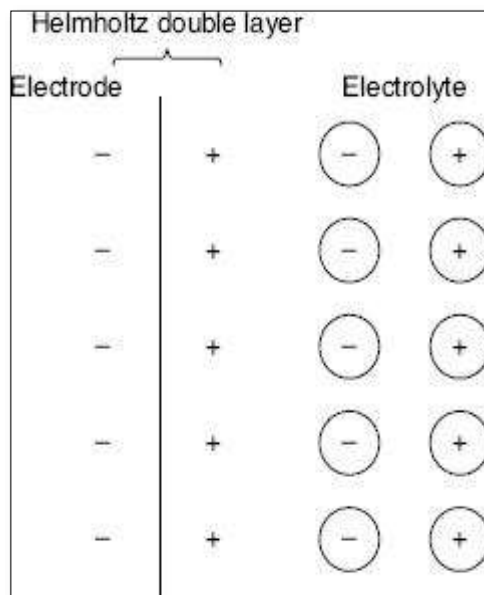 Helmholtz double layer
Electrode Electrolyte
− + − +
− + − +
− + − +
− + − +
− + − +